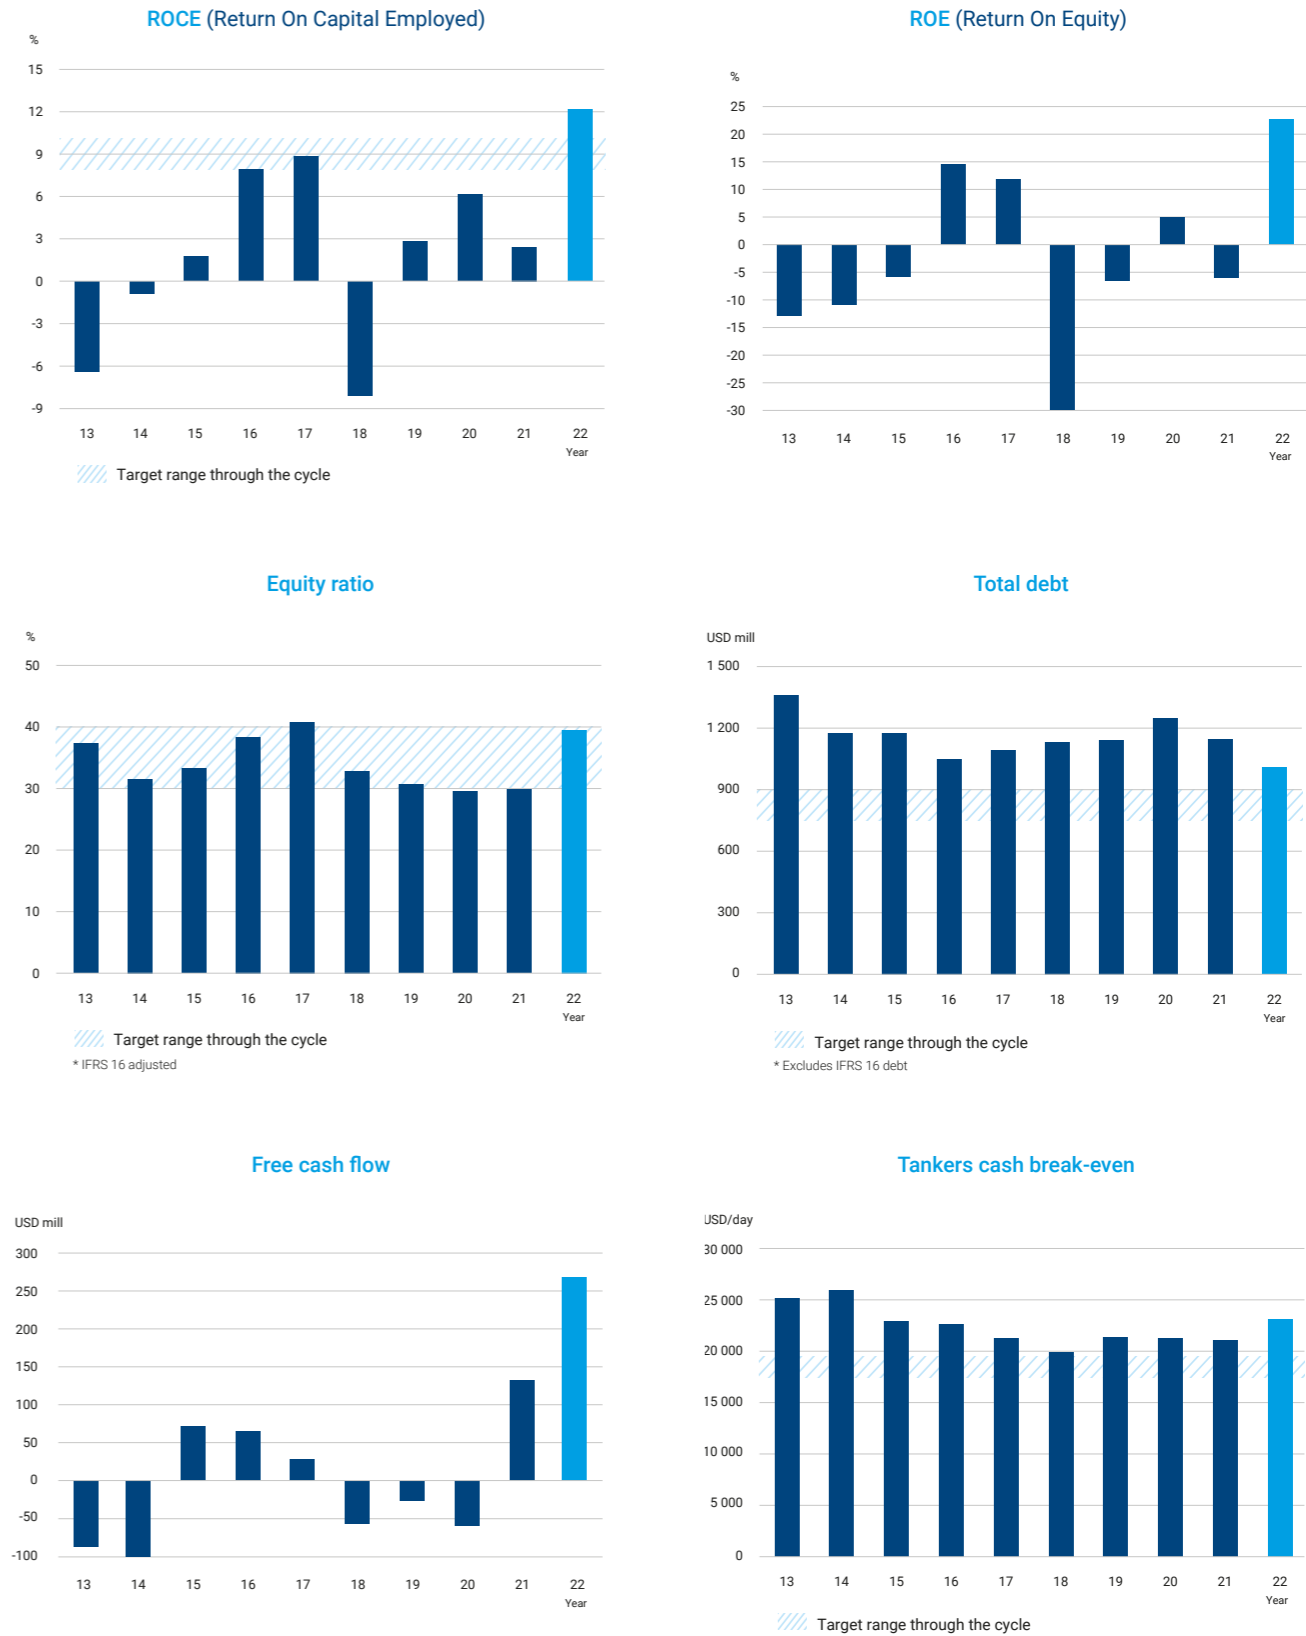 ROCE (Return On Capital Employed)
%
15
12
9
6
3
0
-3
-6
-9
13 14 15 16 17 18 19 20 21 22
Year
Target range through the cycle
ROE (Return On Equity)
%
25
20
15
10
5
0
-5
-10
-15
-20
-25
-30
13 14 15 16 17 18 19 20 21 22
Year
Equity ratio
%
50
40
30
20
10
0
13 14 15 16 17 18 19 20 21 22
Year
Target range through the cycle
* IFRS 16 adjusted
Total debt
USD mill
1 500
1 200
900
600
300
0
13 14 15 16 17 18 19 20 21 22
Year
Target range through the cycle
* Excludes IFRS 16 debt
Free cash flow
USD mill
300
250
200
150
100
50
0
-50
-100
13 14 15 16 17 18 19 20 21 22
Year
Tankers cash break-even
USD/day
30 000
25 000
20 000
15 000
10 000
5 000
0
13 14 15 16 17 18 19 20 21 22
Year
Target range through the cycle